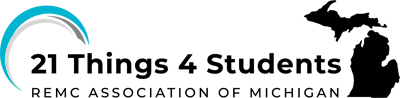 21 Things 4 Students
REMC ASSOCIATION OF MICHIGAN